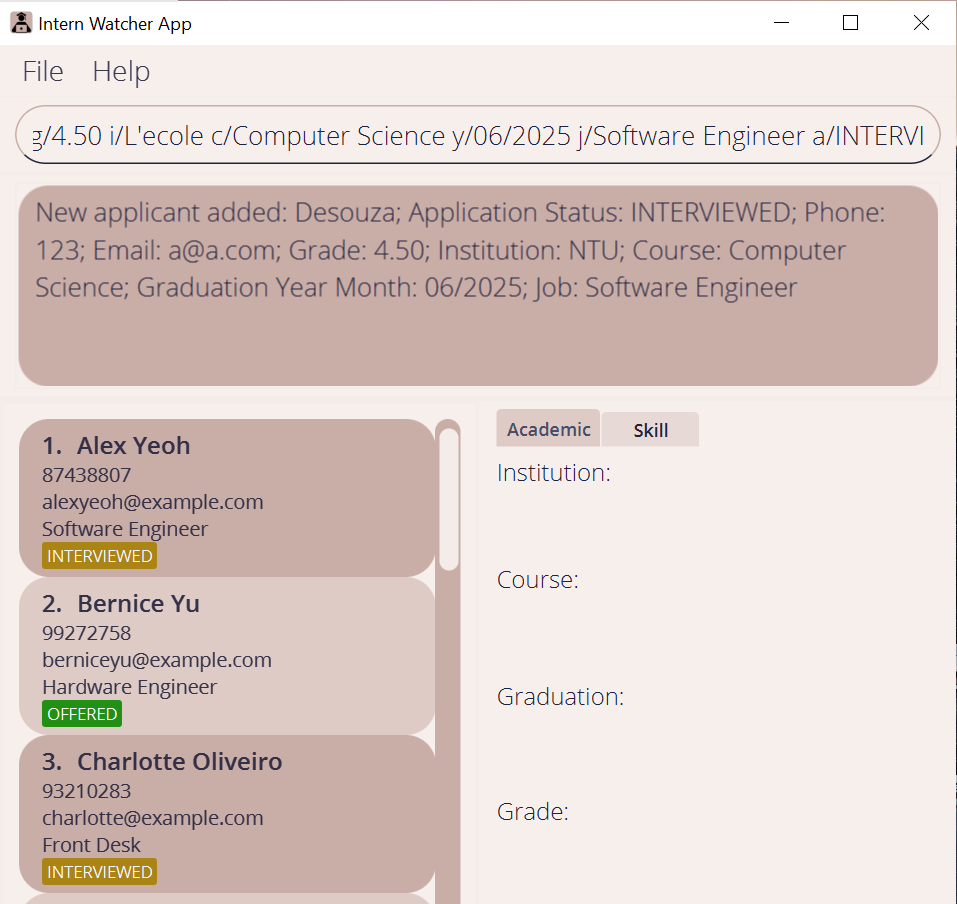 Intern Watcher App
File Help
g/4.50 i/L'ecole c/Computer Science y/06/2025 j/Software Engineer a/INTERVI
New applicant added: Desouza; Application Status: INTERVIEWED; Phone:
123; Email: a@a.com; Grade: 4.50; Institution: NTU; Course: Computer
Science; Graduation Year Month: 06/2025; Job: Software Engineer
1. Alex Yeoh
87438807
alexyeoh@example.com
Software Engineer
INTERVIEWED
2. Bernice Yu
99272758
berniceyu@example.com
Hardware Engineer
OFFERED
3. Charlotte Oliveiro
93210283
charlotte@example.com
Front Desk
INTERVIEWED
Academic Skill
Institution:
Course:
Graduation:
Grade: